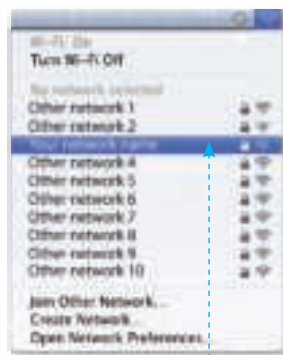 Wi-Fi: On
Turn Wi-Fi Off
No network selected
Other network 1
Other network 2
Your network name
Other network 4
Other network 5
Other network 6
Other network 7
Other network 8
Other network 9
Other network 10
Join Other Network...
Create Network...
Open Network Preferences...